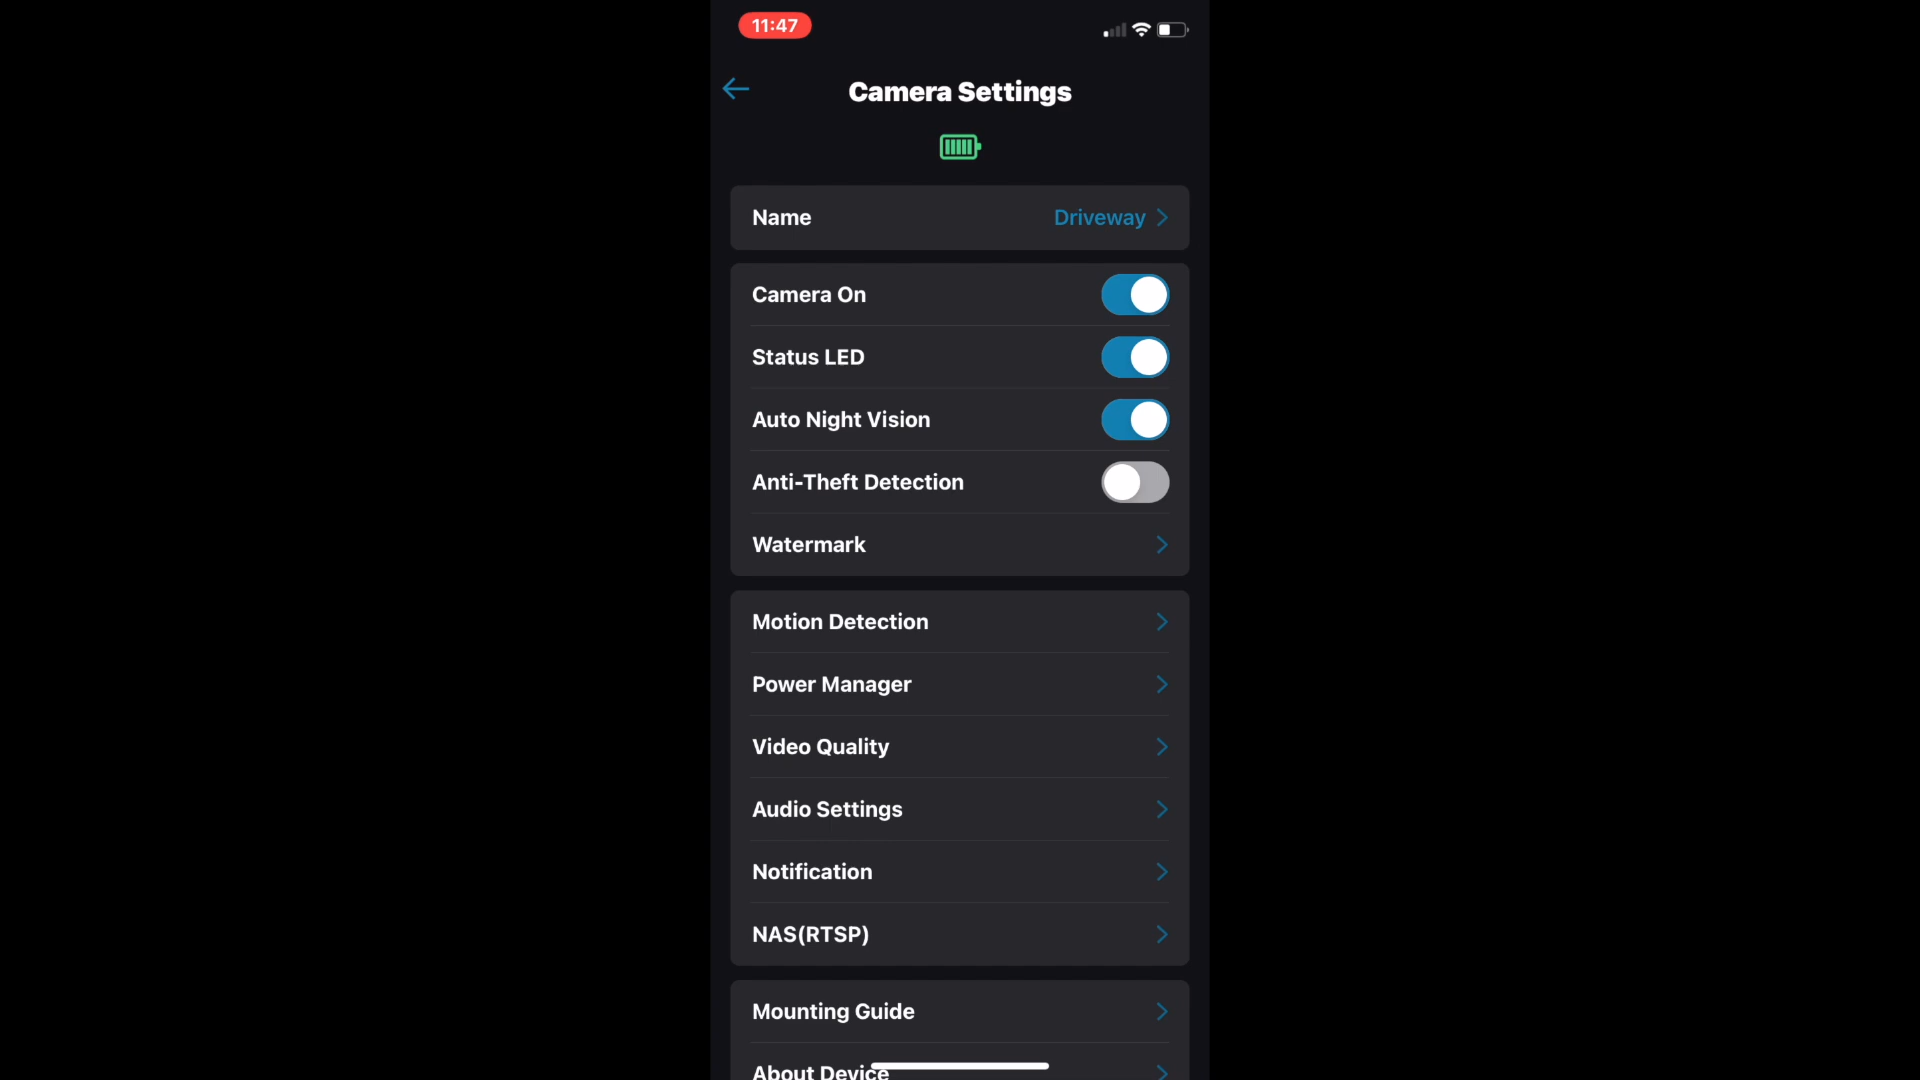 11:47
Camera Settings
Name
Driveway
Camera On
Status LED
Auto Night Vision
Anti-Theft Detection
Watermark
Motion Detection
Power Manager
Video Quality
Audio Settings
Notification
NAS(RTSP)
Mounting Guide
About Device